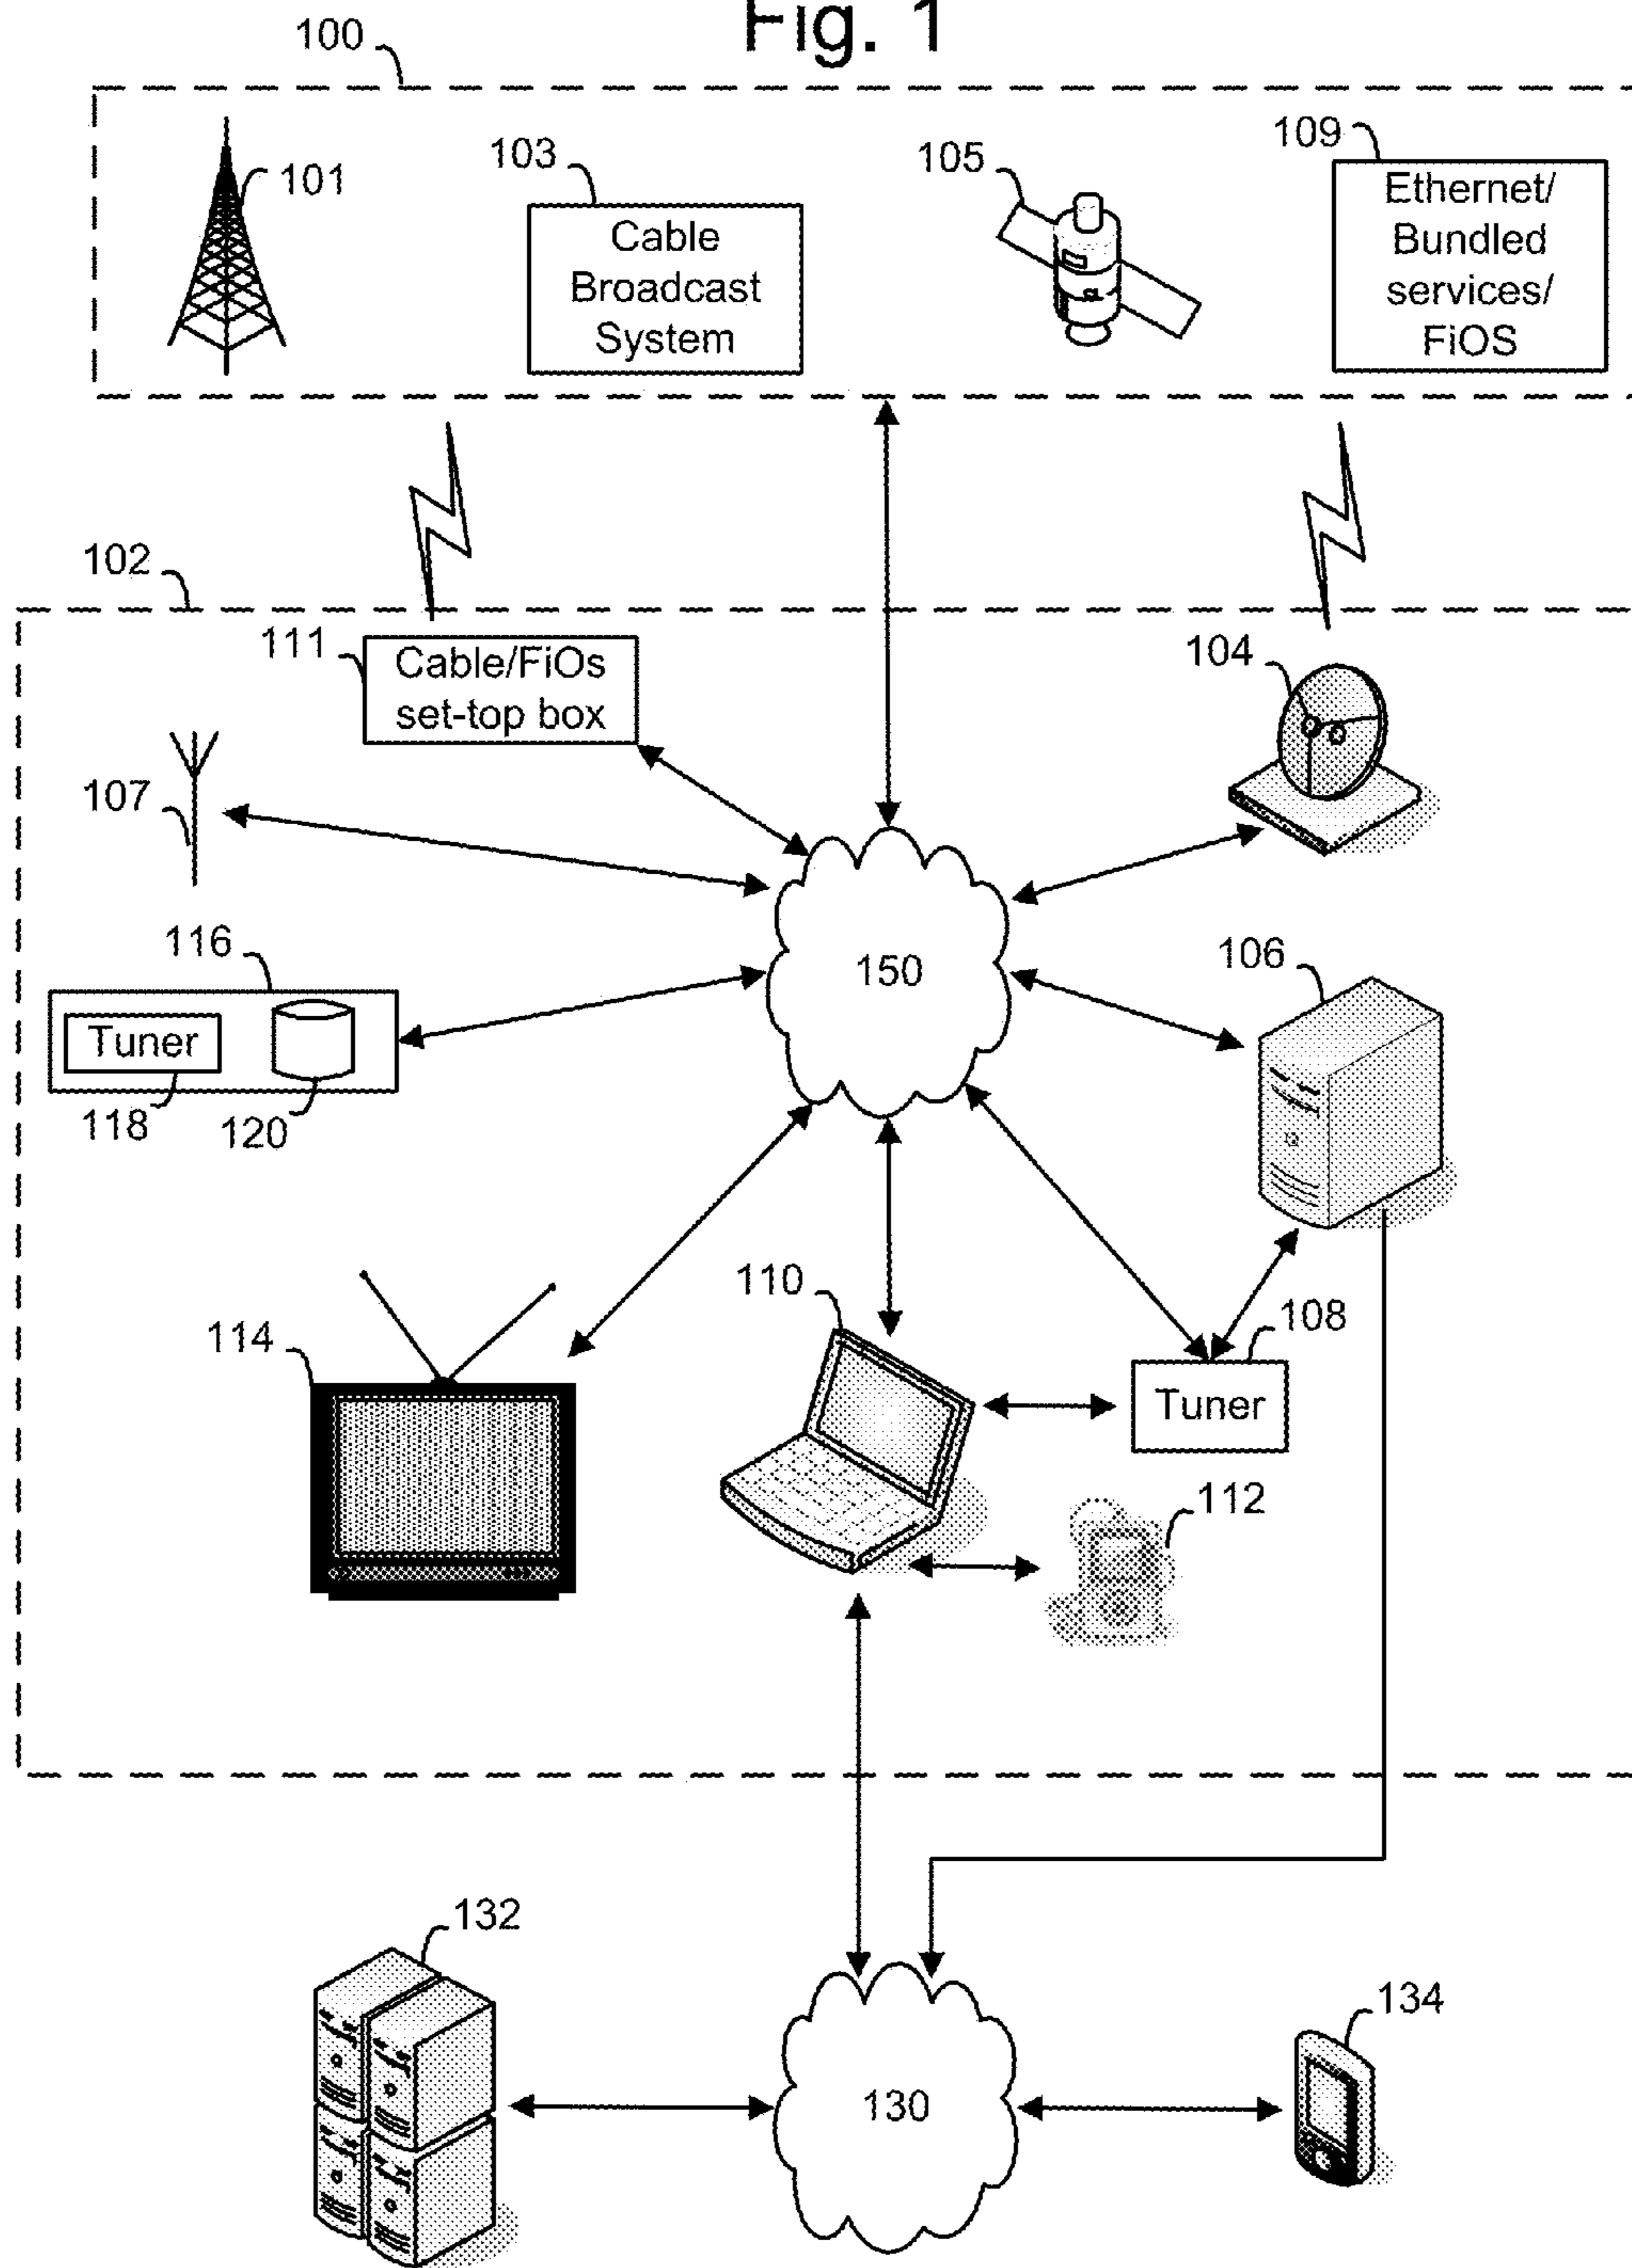 Fig. 1
100
101
103
Cable
Broadcast
System
105
109
Ethernet/
Bundled
services/
FiOS
102
111
Cable/FiOs
set-top box
104
107
116
Tuner
118
120
150
106
114
110
108
Tuner
112
132
130
134